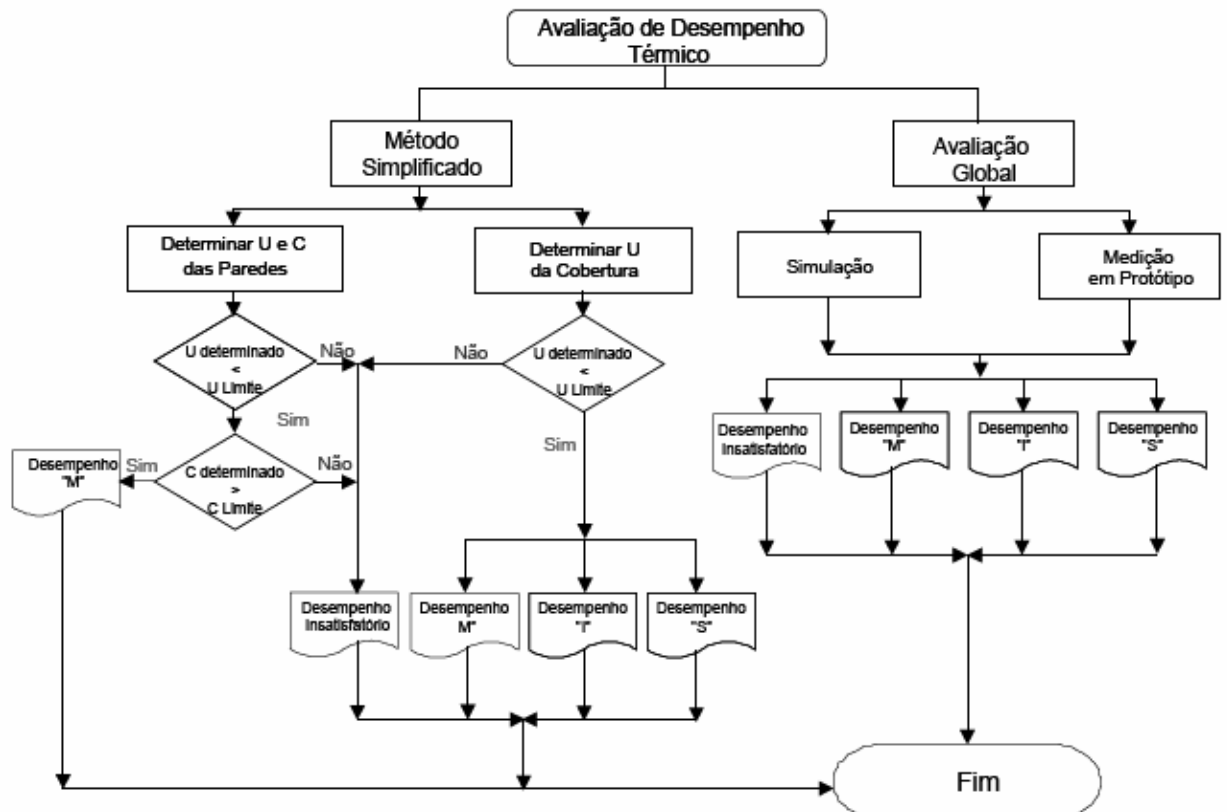 Avaliação de Desempenho
Térmico
Método
Simplificado
Avaliação
Global
Determinar U e C
das Paredes
Determinar U
da Cobertura
Simulação
Medição
em Protótipo
U determinado
<
U Limite
Não
Não
U determinado
<
U Limite
Sim
Sim
Desempenho
"M"
Sim
C determinado
>
C Limite
Não
Desempenho
Insatisfatório
Desempenho
"M"
Desempenho
"I"
Desempenho
"S"
Desempenho
Insatisfatório
Desempenho
M"
Desempenho
"I"
Desempenho
"S"
Fim